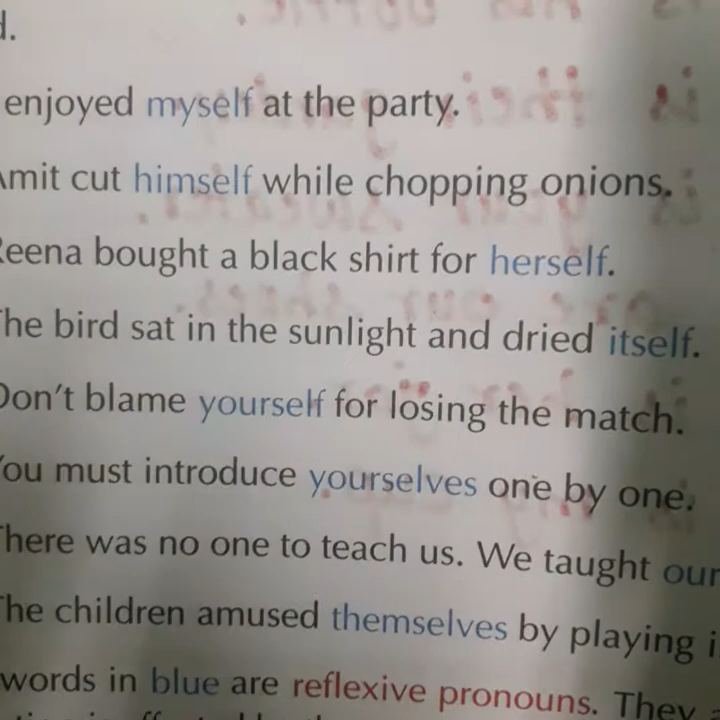 d.
enjoyed myself at the party.
Amit cut himself while chopping onions.
Reena bought a black shirt for herself.
The bird sat in the sunlight and dried itself.
Don't blame yourself for losing the match.
You must introduce yourselves one by one.
There was no one to teach us. We taught our
The children amused themselves by playing i
words in blue are reflexive pronouns. They